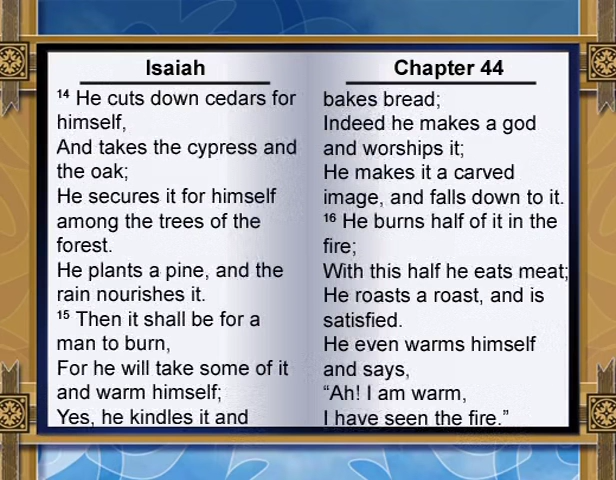 Isaiah
¹⁴ He cuts down cedars for
himself,
And takes the cypress and
the oak;
He secures it for himself
among the trees of the
forest.
He plants a pine, and the
rain nourishes it.
¹⁵ Then it shall be for a
man to burn,
For he will take some of it
and warm himself;
Yes, he kindles it and
Chapter 44
bakes bread;
Indeed he makes a god
and worships it;
He makes it a carved
image, and falls down to it.
¹⁶ He burns half of it in the
fire;
With this half he eats meat;
He roasts a roast, and is
satisfied.
He even warms himself
and says,
“Ah! I am warm,
I have seen the fire.”